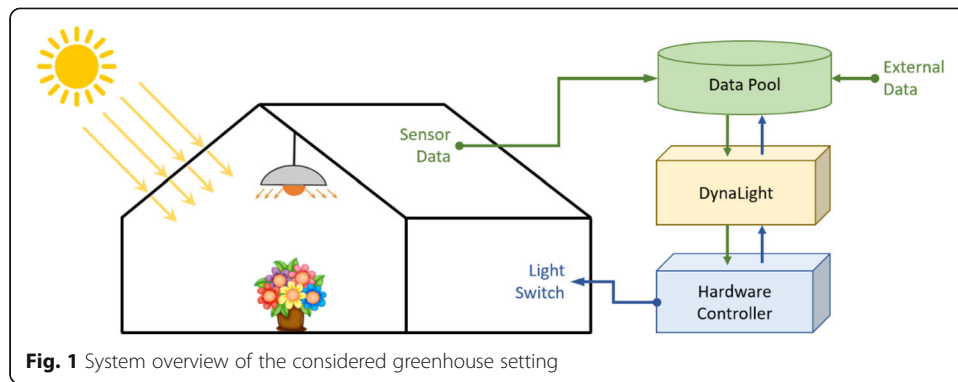 Sensor
Data
Data Pool
External
Data
DynaLight
Light
Switch
Hardware
Controller
Fig. 1 System overview of the considered greenhouse setting